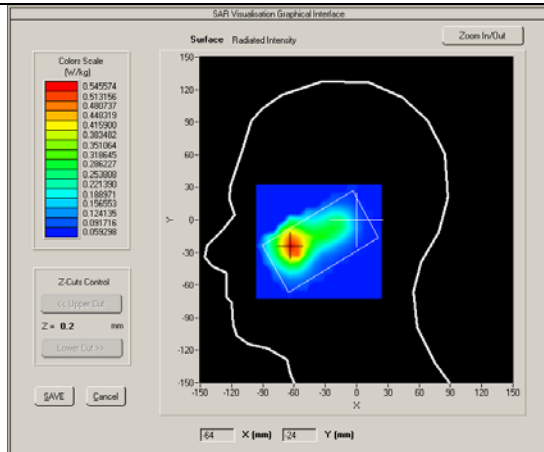 SAR Visualisation Graphical Interface
Surface Radiated Intensity
Zoom In/Out
Colors Scale
(W/kg)
0.545574
0.513156
0.480737
0.448319
0.415900
0.383482
0.351064
0.318645
0.286227
0.253808
0.221390
0.188971
0.156553
0.124135
0.091716
0.059298
Z-Cuts Control
<< Upper Cut
Z = 0.2 mm
Lower Cut >>
SAVE Cancel
150-
120-
90-
60-
30-
0-
-30-
-60-
-90-
-120-
-150-
Y
-150 -120 -90 -60 -30 0 30 60 90 120 150
X
-64 X (mm) -24 Y (mm)